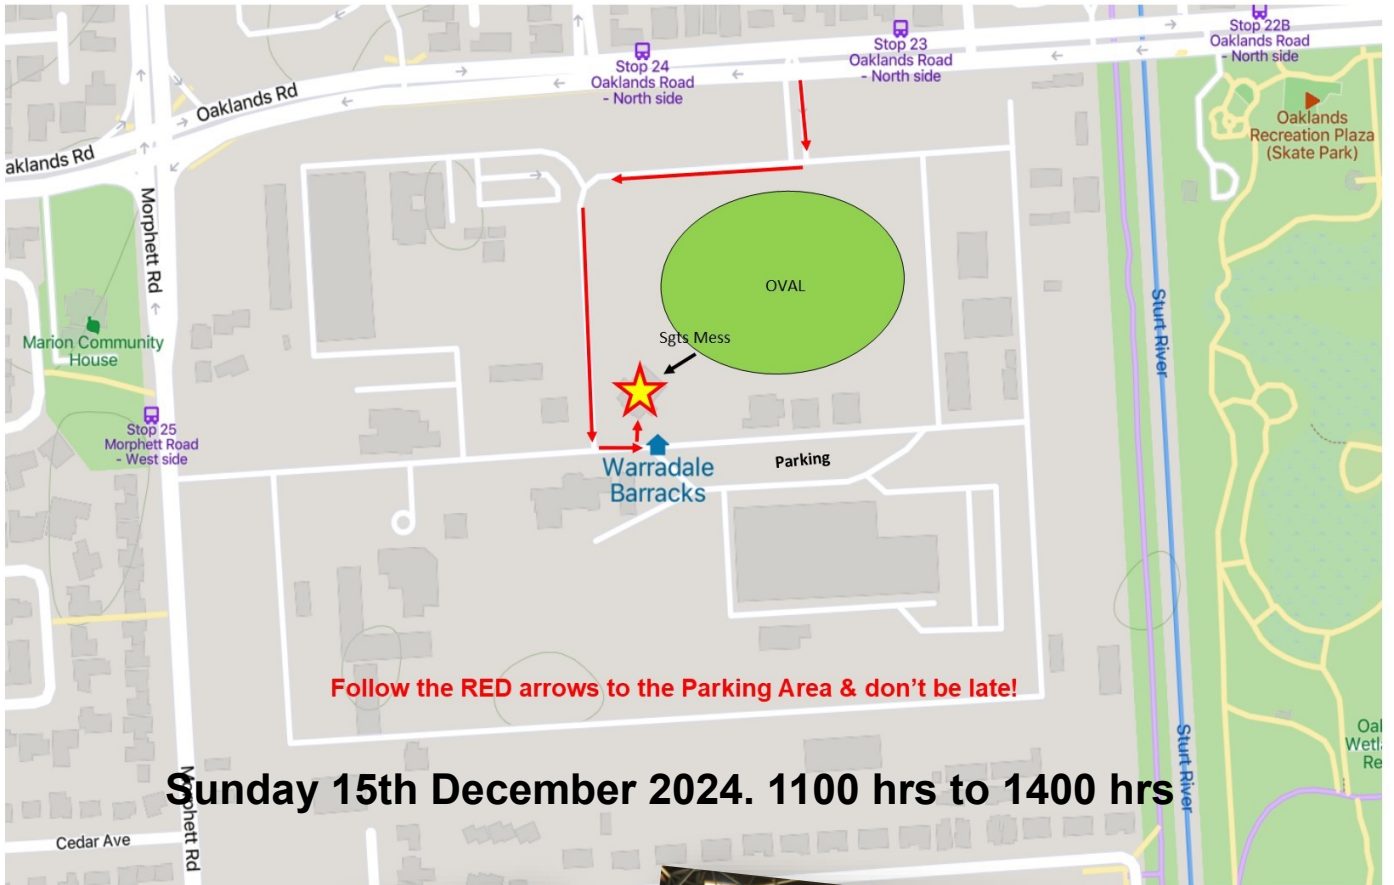 Stop 22B
Oaklands Road
- North side
Stop 23
Oaklands Road
- North side
Stop 24
Oaklands Road
- North side
Oaklands Rd
aklands Rd
Oaklands
Recreation Plaza
(Skate Park)
Morphett Rd
OVAL
Sturt River
Sgts Mess
Marion Community
House
Stop 25
Morphett Road
- West side
Parking
Warradale
Barracks
Follow the RED arrows to the Parking Area & don't be late!
Oal
Wetl
Re
Sturt River
Sunday 15th December 2024. 1100 hrs to 1400 hrs
Morphett Rd
Cedar Ave